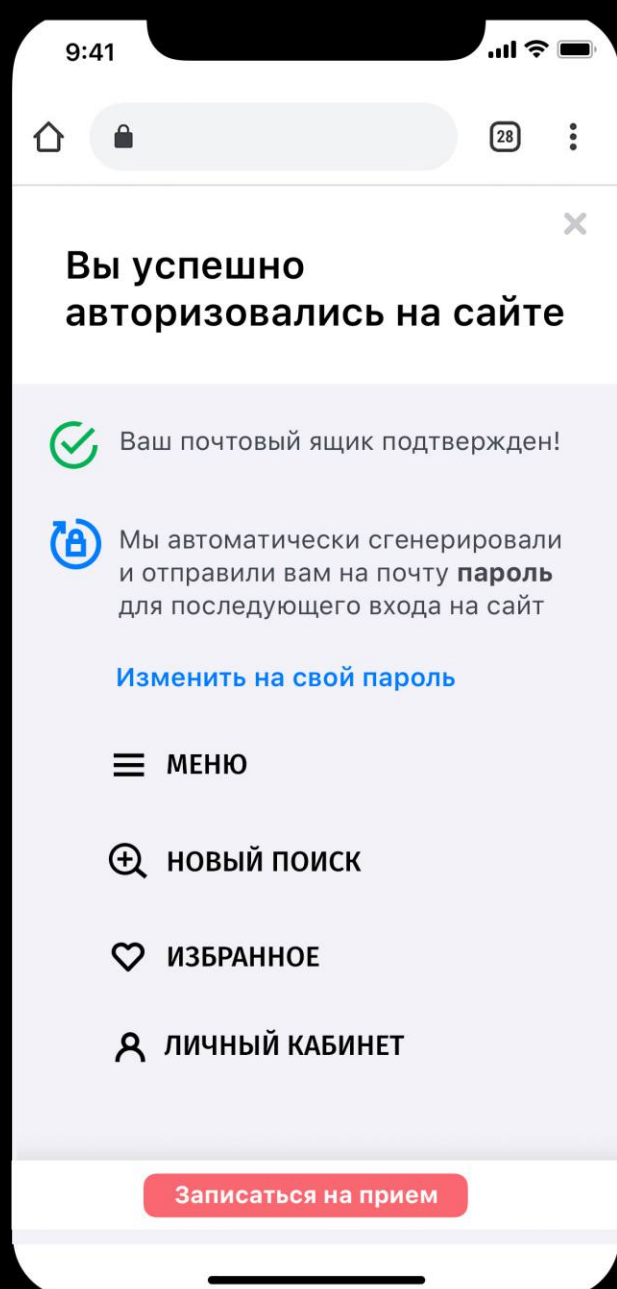 9:41
28
Вы успешно
авторизовались на сайте
Ваш почтовый ящик подтвержден!
Мы автоматически сгенерировали
и отправили вам на почту пароль
для последующего входа на сайт
Изменить на свой пароль
МЕНЮ
НОВЫЙ ПОИСК
ИЗБРАННОЕ
ЛИЧНЫЙ КАБИНЕТ
Записаться на прием